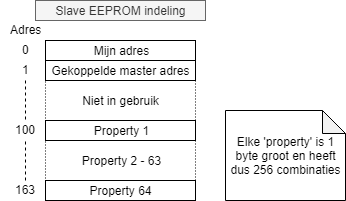 Slave EEPROM indeling
Adres
0
Mijn adres
1
Gekoppelde master adres
Niet in gebruik
100
Property 1
Property 2 - 63
163
Property 64
Elke 'property' is 1
byte groot en heeft
dus 256 combinaties